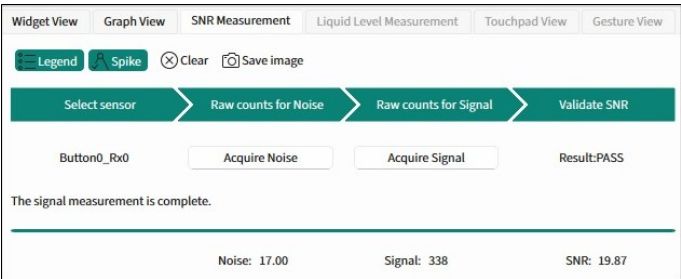 Widget View Graph View SNR Measurement Liquid Level Measurement Touchpad View Gesture View
Legend Spike Clear Save image
Select sensor Raw counts for Noise Raw counts for Signal Validate SNR
Button0_Rx0 Acquire Noise Acquire Signal Result:PASS
The signal measurement is complete.
Noise: 17.00 Signal: 338 SNR: 19.87